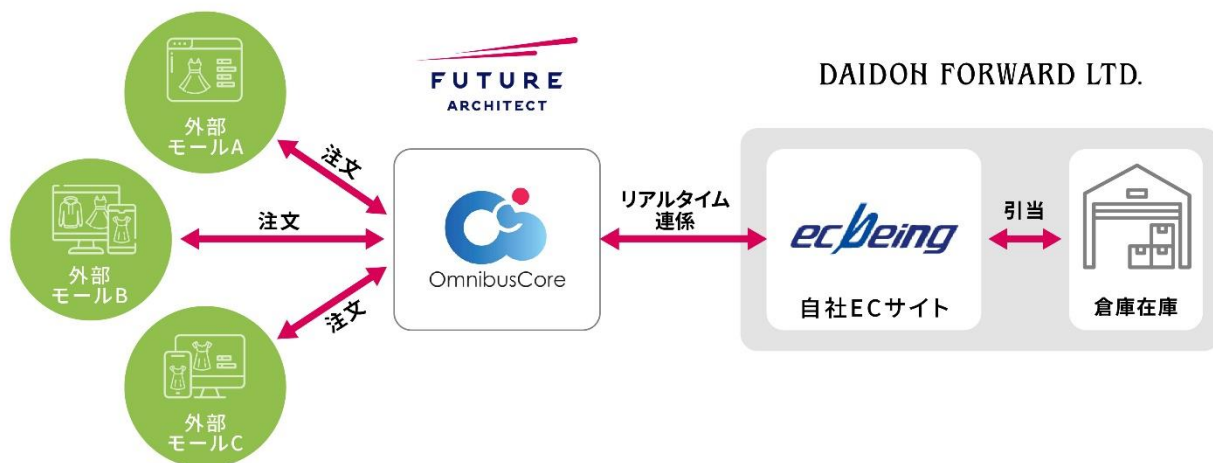 外部
モールA
外部
モールB
外部
モールC
注文
注文
注文
FUTURE
ARCHITECT
OmnibusCore
リアルタイム
連係
DAIDOH FORWARD LTD.
ecbeing
自社ECサイト
引当
倉庫在庫